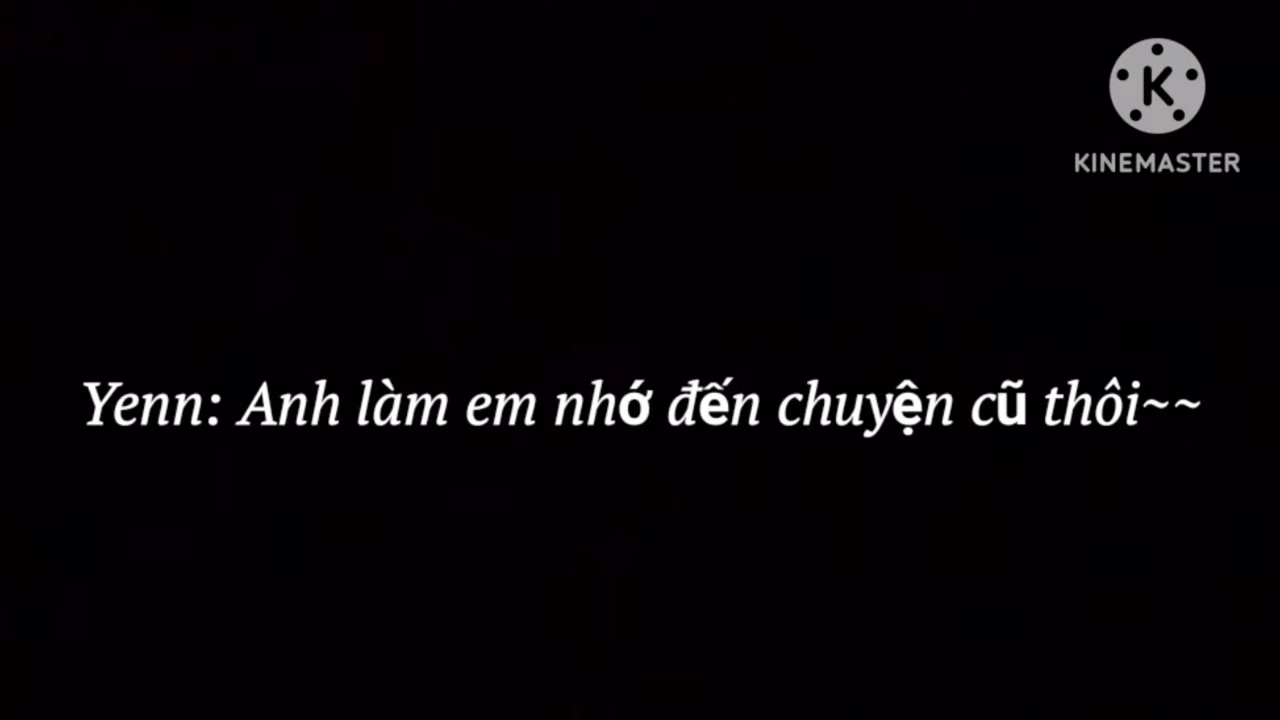 K
KINEMASTER
Yenn: Anh làm em nhớ đến chuyện cũ thôi~~